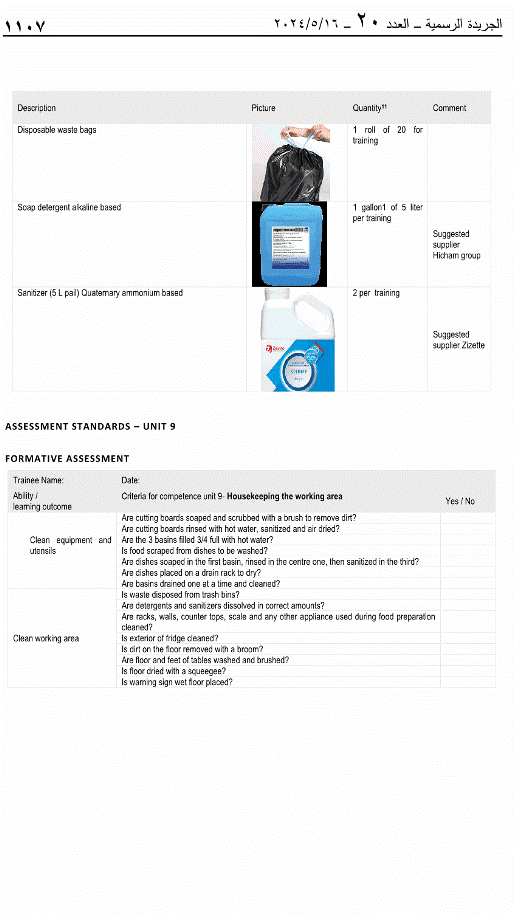 الجريدة الرسمية – العدد ٢٠ – ٢٠٢٤/٥/١٦
١١٠٧
Description Picture Quantity¹¹ Comment
Disposable waste bags 1 roll of 20 for
training
Soap detergent alkaline based 1 gallon1 of 5 liter
per training
Suggested
supplier
Hicham group
Sanitizer (5 L pail) Quaternary ammonium based 2 per training
Zizette
Suggested
supplier Zizette
ASSESSMENT STANDARDS – UNIT 9
FORMATIVE ASSESSMENT
Trainee Name: Date:
Ability /
learning outcome
Criteria for competence unit 9- Housekeeping the working area
Yes / No
Clean equipment and
utensils
Are cutting boards soaped and scrubbed with a brush to remove dirt?
Are cutting boards rinsed with hot water, sanitized and air dried?
Are the 3 basins filled 3/4 full with hot water?
Is food scraped from dishes to be washed?
Are dishes soaped in the first basin, rinsed in the centre one, then sanitized in the third?
Are dishes placed on a drain rack to dry?
Are basins drained one at a time and cleaned?
Clean working area
Is waste disposed from trash bins?
Are detergents and sanitizers dissolved in correct amounts?
Are racks, walls, counter tops, scale and any other appliance used during food preparation
cleaned?
Is exterior of fridge cleaned?
Is dirt on the floor removed with a broom?
Are floor and feet of tables washed and brushed?
Is floor dried with a squeegee?
Is warning sign wet floor placed?